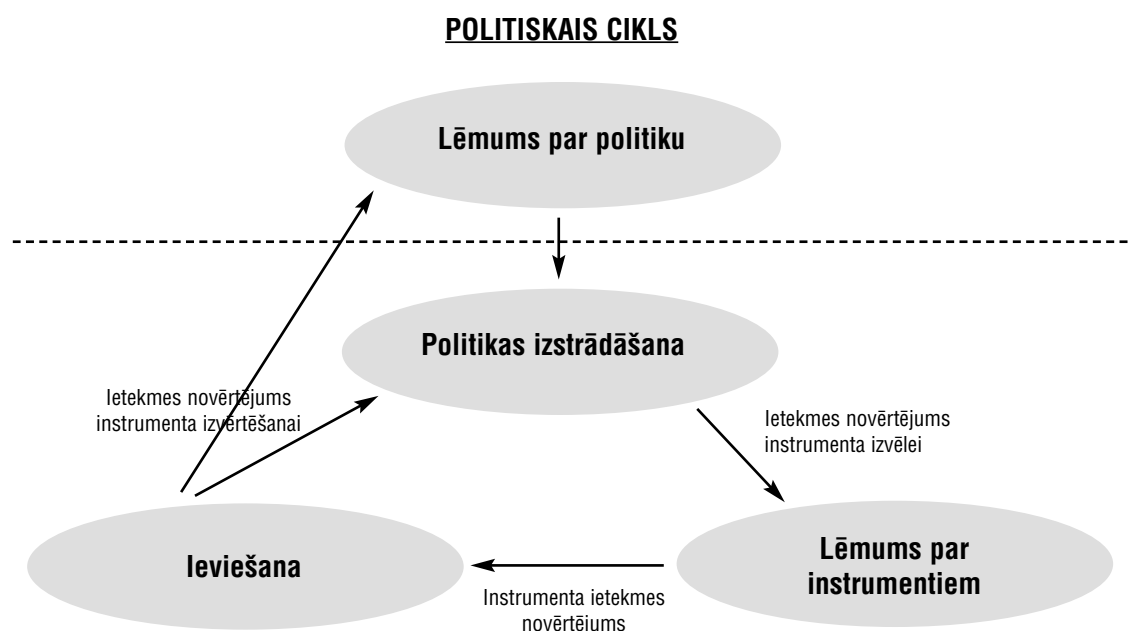 POLITISKAIS CIKLS
Lēmums par politiku
Politikas izstrādāšana
Ietekmes novērtējums
instrumenta izvērtēšanai
Ietekmes novērtējums
instrumenta izvēlei
Ieviešana
Lēmums par
instrumentiem
Instrumenta ietekmes
novērtējums